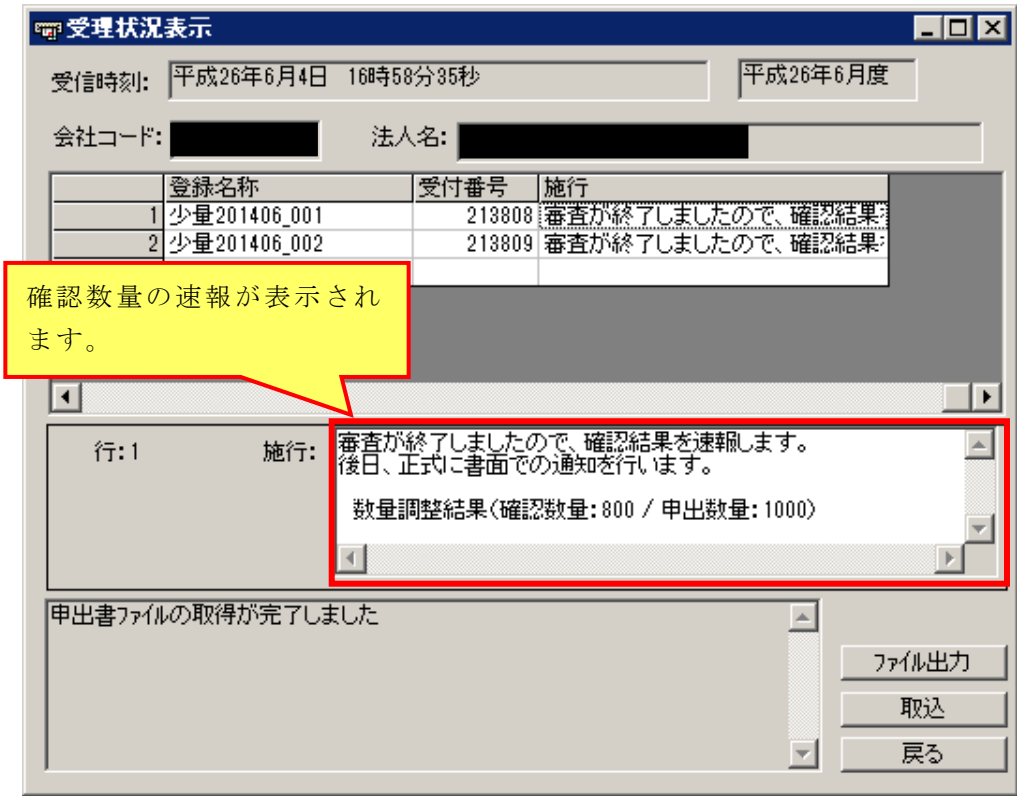 受理状況表示
受信時刻: 平成26年6月4日 16時58分35秒 平成26年6月度
会社コード: 法人名:
登録名称 受付番号 施行
1 少量201406_001 213808 審査が終了しましたので、確認結果
2 少量201406_002 213809 審査が終了しましたので、確認結果
確認数量の速報が表示され
ます。
行:1 施行:
審査が終了しましたので、確認結果を速報します。
後日、正式に書面での通知を行います。
数量調整結果(確認数量:800 / 申出数量:1000)
申出書ファイルの取得が完了しました
ファイル出力
取込
戻る